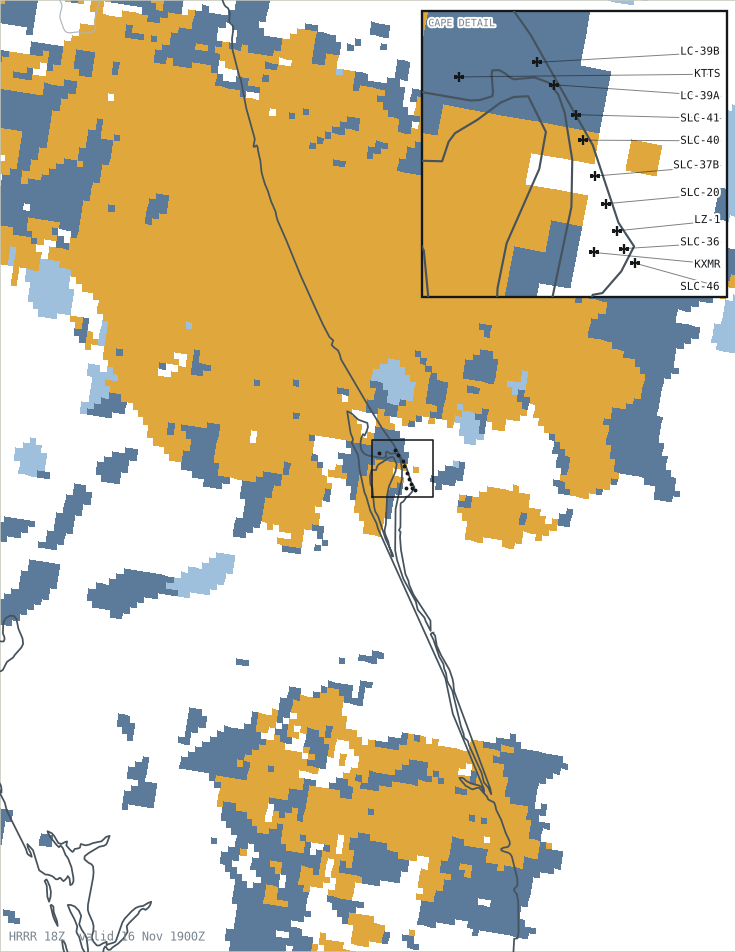 CAPE DETAIL
LC-39B
KTTS
LC-39A
SLC-41
SLC-40
SLC-37B
SLC-20
LZ-1
SLC-36
KXMR
SLC-46
HRRR 18Z valid 16 Nov 1900Z